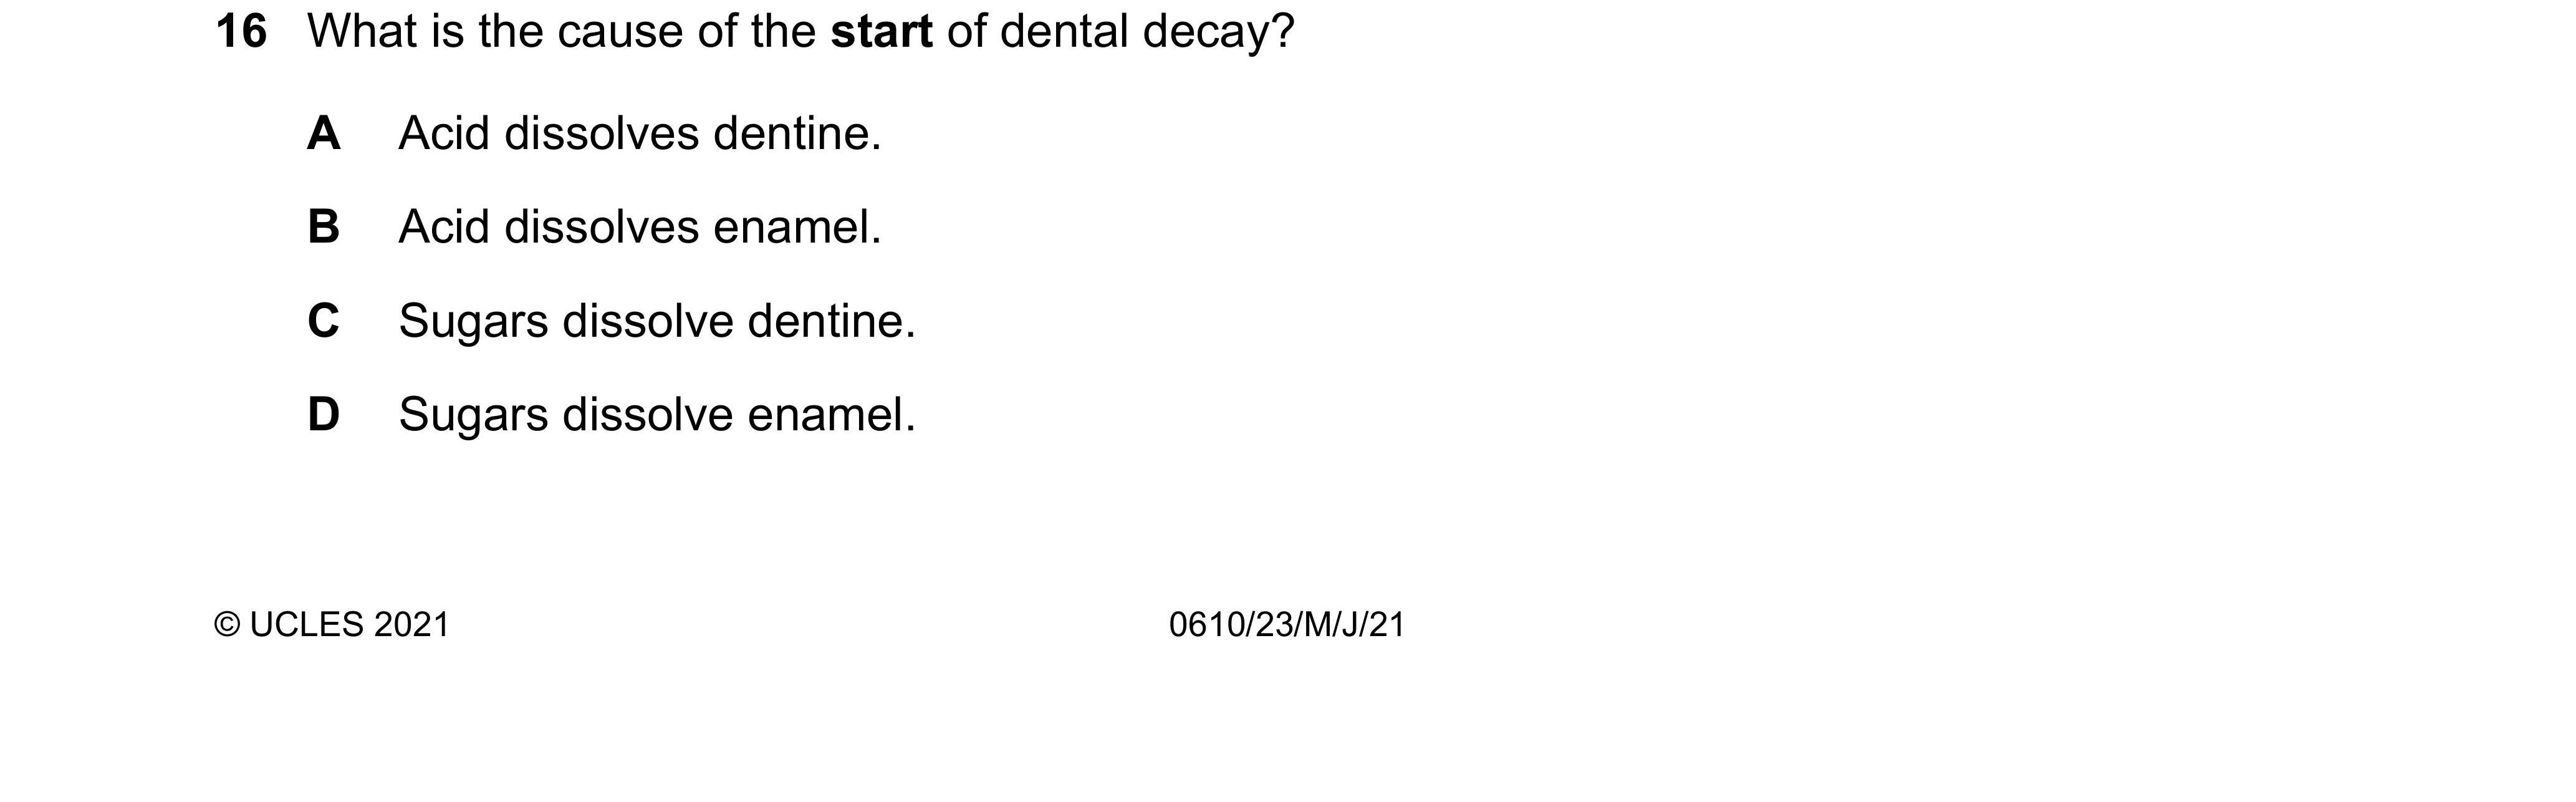 16 What is the cause of the start of dental decay?
A Acid dissolves dentine.
B Acid dissolves enamel.
C Sugars dissolve dentine.
D Sugars dissolve enamel.
© UCLES 2021 0610/23/M/J/21